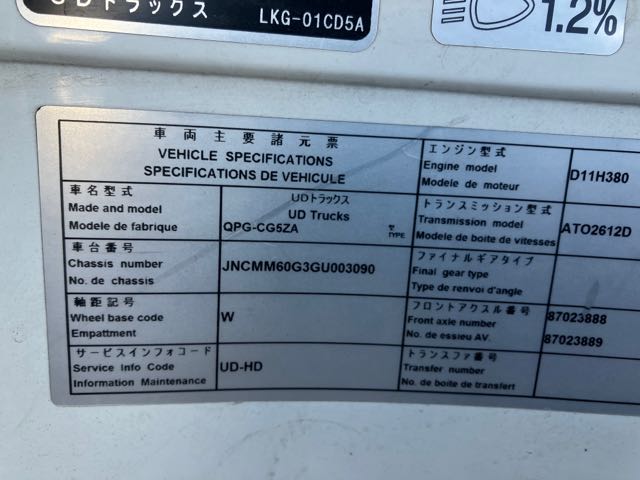 UDトラックス LKG-01CD5A
1.2%
車両主要諸元票
VEHICLE SPECIFICATIONS
SPECIFICATIONS DE VEHICULE
車名型式
Made and model
Modele de fabrique
UDトラックス
UD Trucks
QPG-CG5ZA
型
TYPE
車台番号
Chassis number
No. de chassis
JNCMM60G3GU003090
軸距記号
Wheel base code
Empattment
W
サービスインフォコード
Service Info Code
Information Maintenance
UD-HD
エンジン型式
Engine model
Modele de moteur
D11H380
トランスミッション型式
Transmission model
Modele de boite de vitesses
ATO2612D
ファイナルギアタイプ
Final gear type
Type de renvoi d'angle
フロントアクスル番号
Front axle number
No. de essieu AV.
87023888
87023889
トランスファ番号
Transfer number
No. de boite de transfert